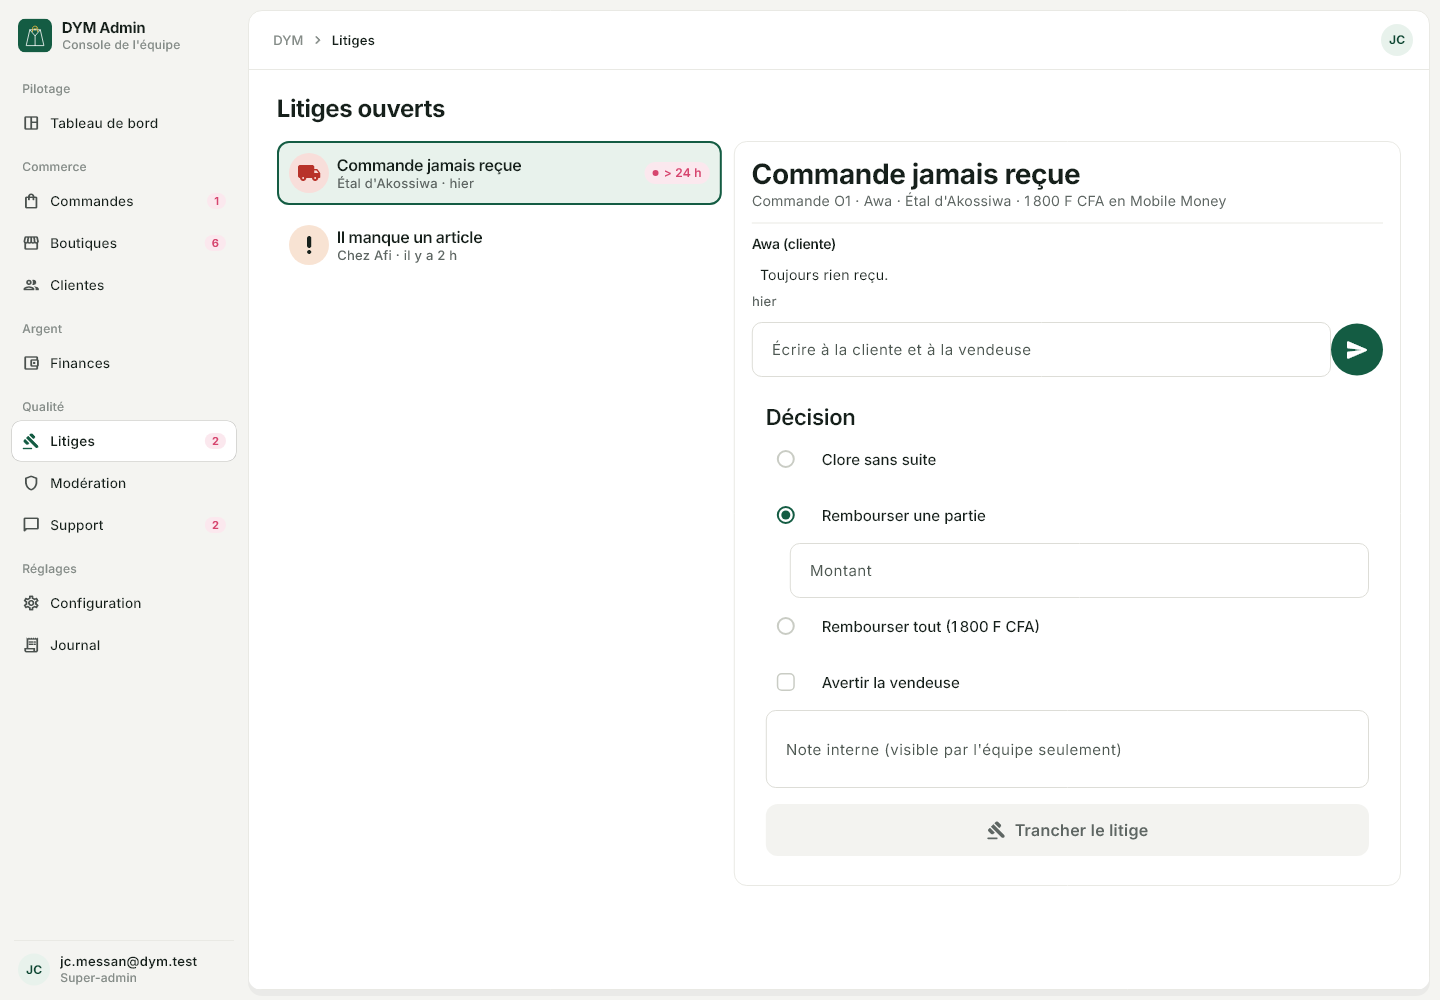 DYM Admin
Console de l'équipe
Pilotage
Tableau de bord
Commerce
Commandes 1
Boutiques 6
Clientes
Argent
Finances
Qualité
Litiges 2
Modération
Support 2
Réglages
Configuration
Journal
JC
jc.messan@dym.test
Super-admin
DYM > Litiges
JC
Litiges ouverts
Commande jamais reçue
Étal d'Akossiwa · hier
> 24 h
Il manque un article
Chez Afi · il y a 2 h
Commande jamais reçue
Commande O1 · Awa · Étal d'Akossiwa · 1 800 F CFA en Mobile Money
Awa (cliente)
Toujours rien reçu.
hier
Écrire à la cliente et à la vendeuse
Décision
Clore sans suite
Rembourser une partie
Montant
Rembourser tout (1 800 F CFA)
Avertir la vendeuse
Note interne (visible par l'équipe seulement)
Trancher le litige